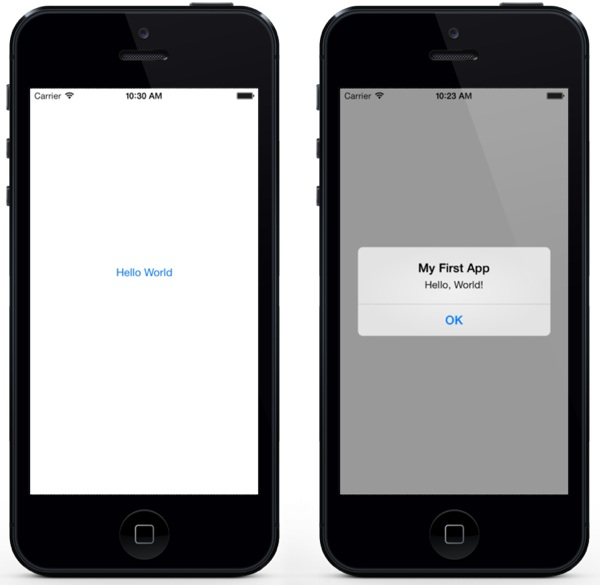 Carrier 10:30 AM
Hello World
Carrier 10:23 AM
My First App
Hello, World!
OK